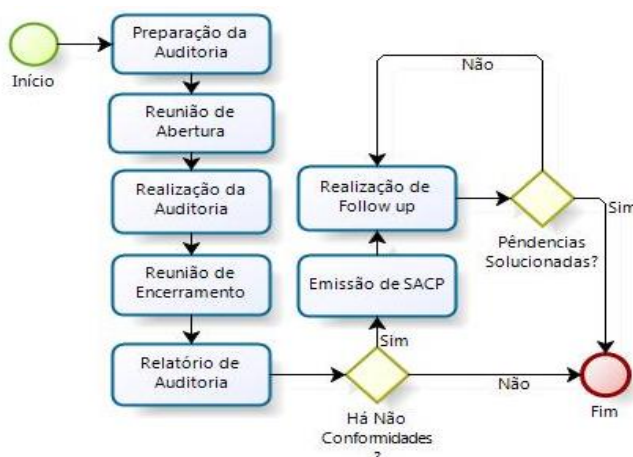 Início
Preparação da
Auditoria
Reunião de
Abertura
Realização da
Auditoria
Reunião de
Encerramento
Relatório de
Auditoria
Há Não
Conformidades
?
Sim
Não
Emissão de SACP
Realização de
Follow up
Pêndencias
Solucionadas?
Não
Sim
Fim